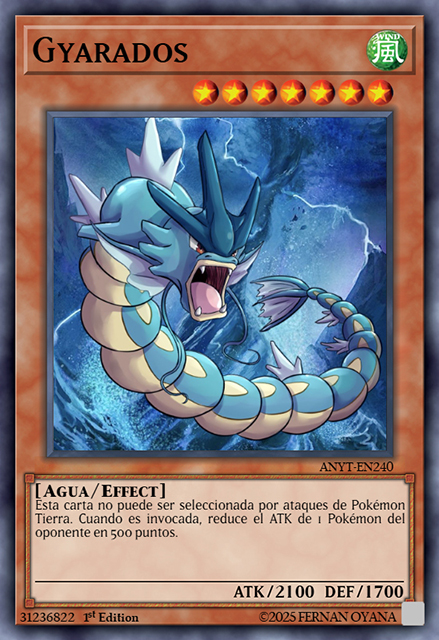 Gyarados
WIND
風
ANYT-EN240
[Agua/Effect]
Esta carta no puede ser seleccionada por ataques de Pokémon
Tierra. Cuando es invocada, reduce el ATK de 1 Pokémon del
oponente en 500 puntos.
ATK/2100 DEF/1700
31236822 1st Edition ©2025 FERNAN OYANA